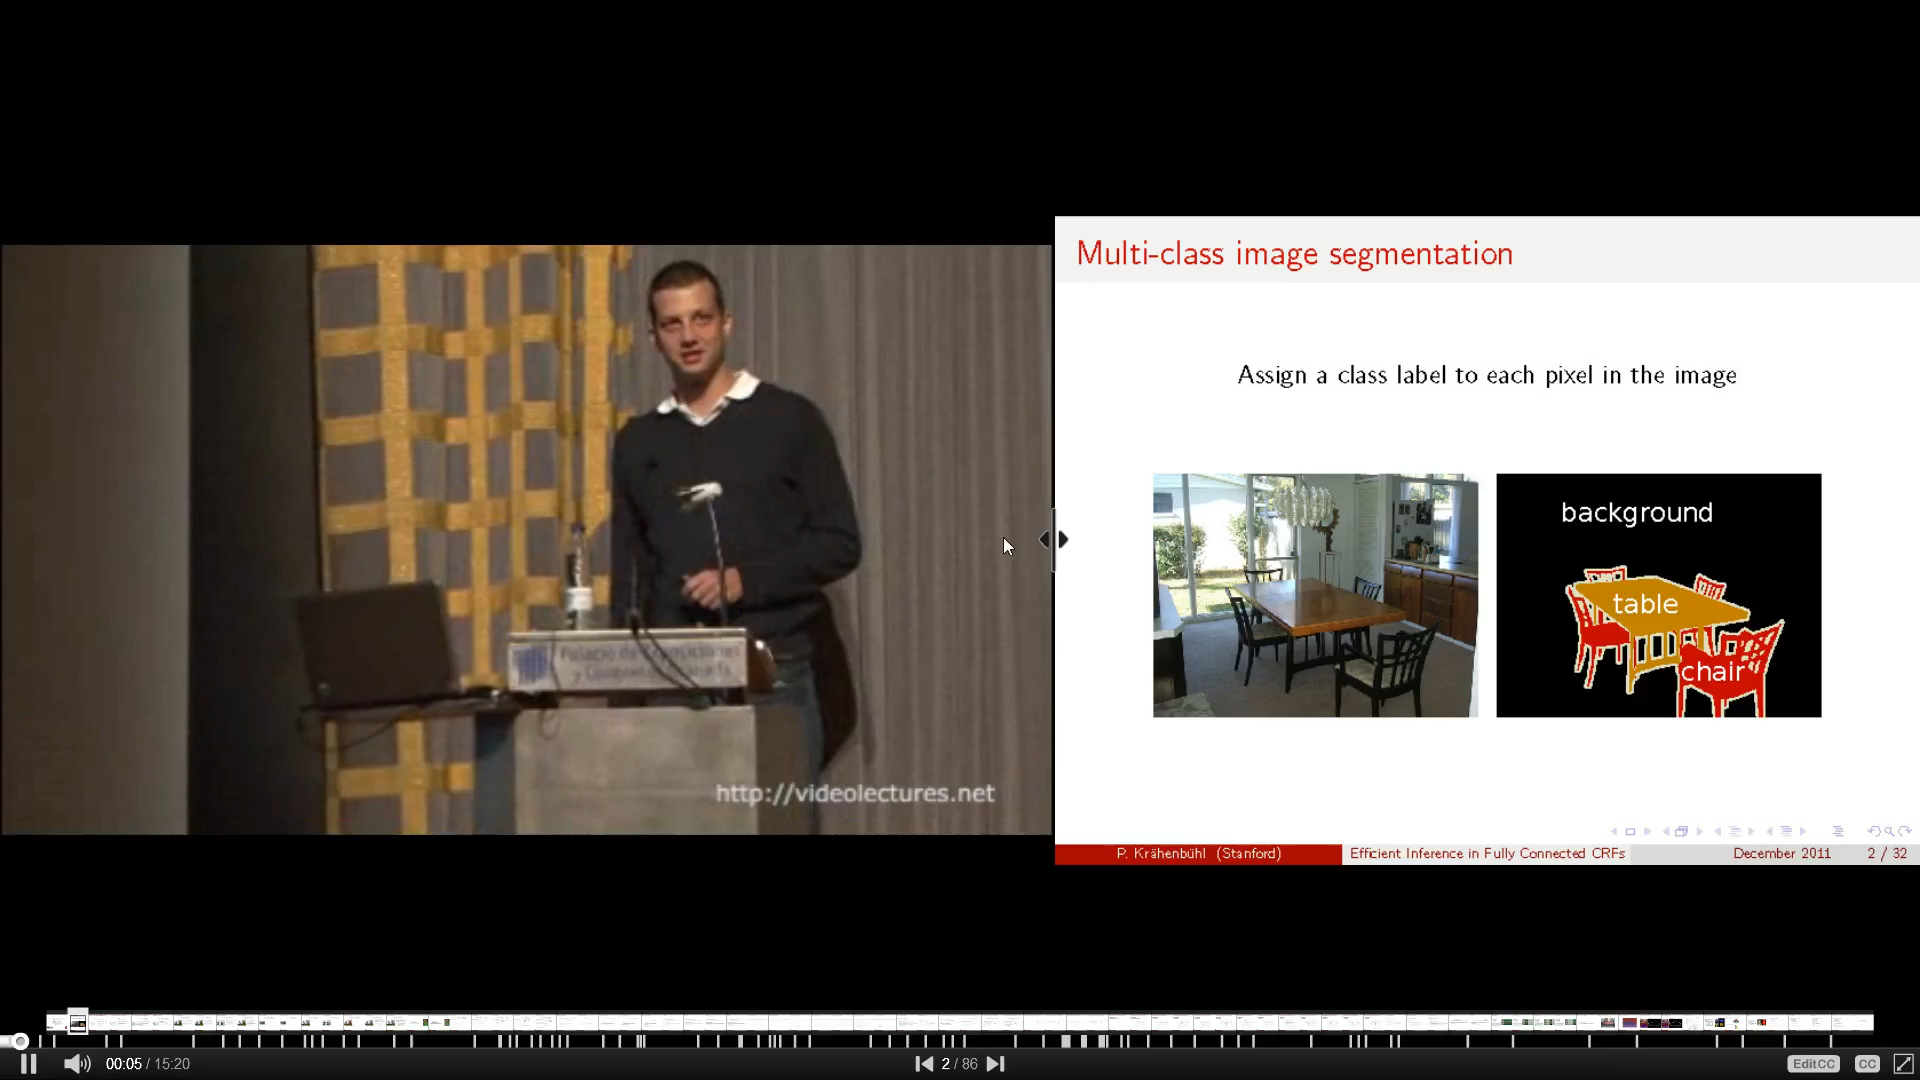 Multi-class image segmentation
Assign a class label to each pixel in the image
background
table
chair
http://videolectures.net
P. Krähenbühl (Stanford)
Efficient Inference in Fully Connected CRFs
December 2011
2 / 32
00:05 / 15:20
2 / 86
EditCC
CC